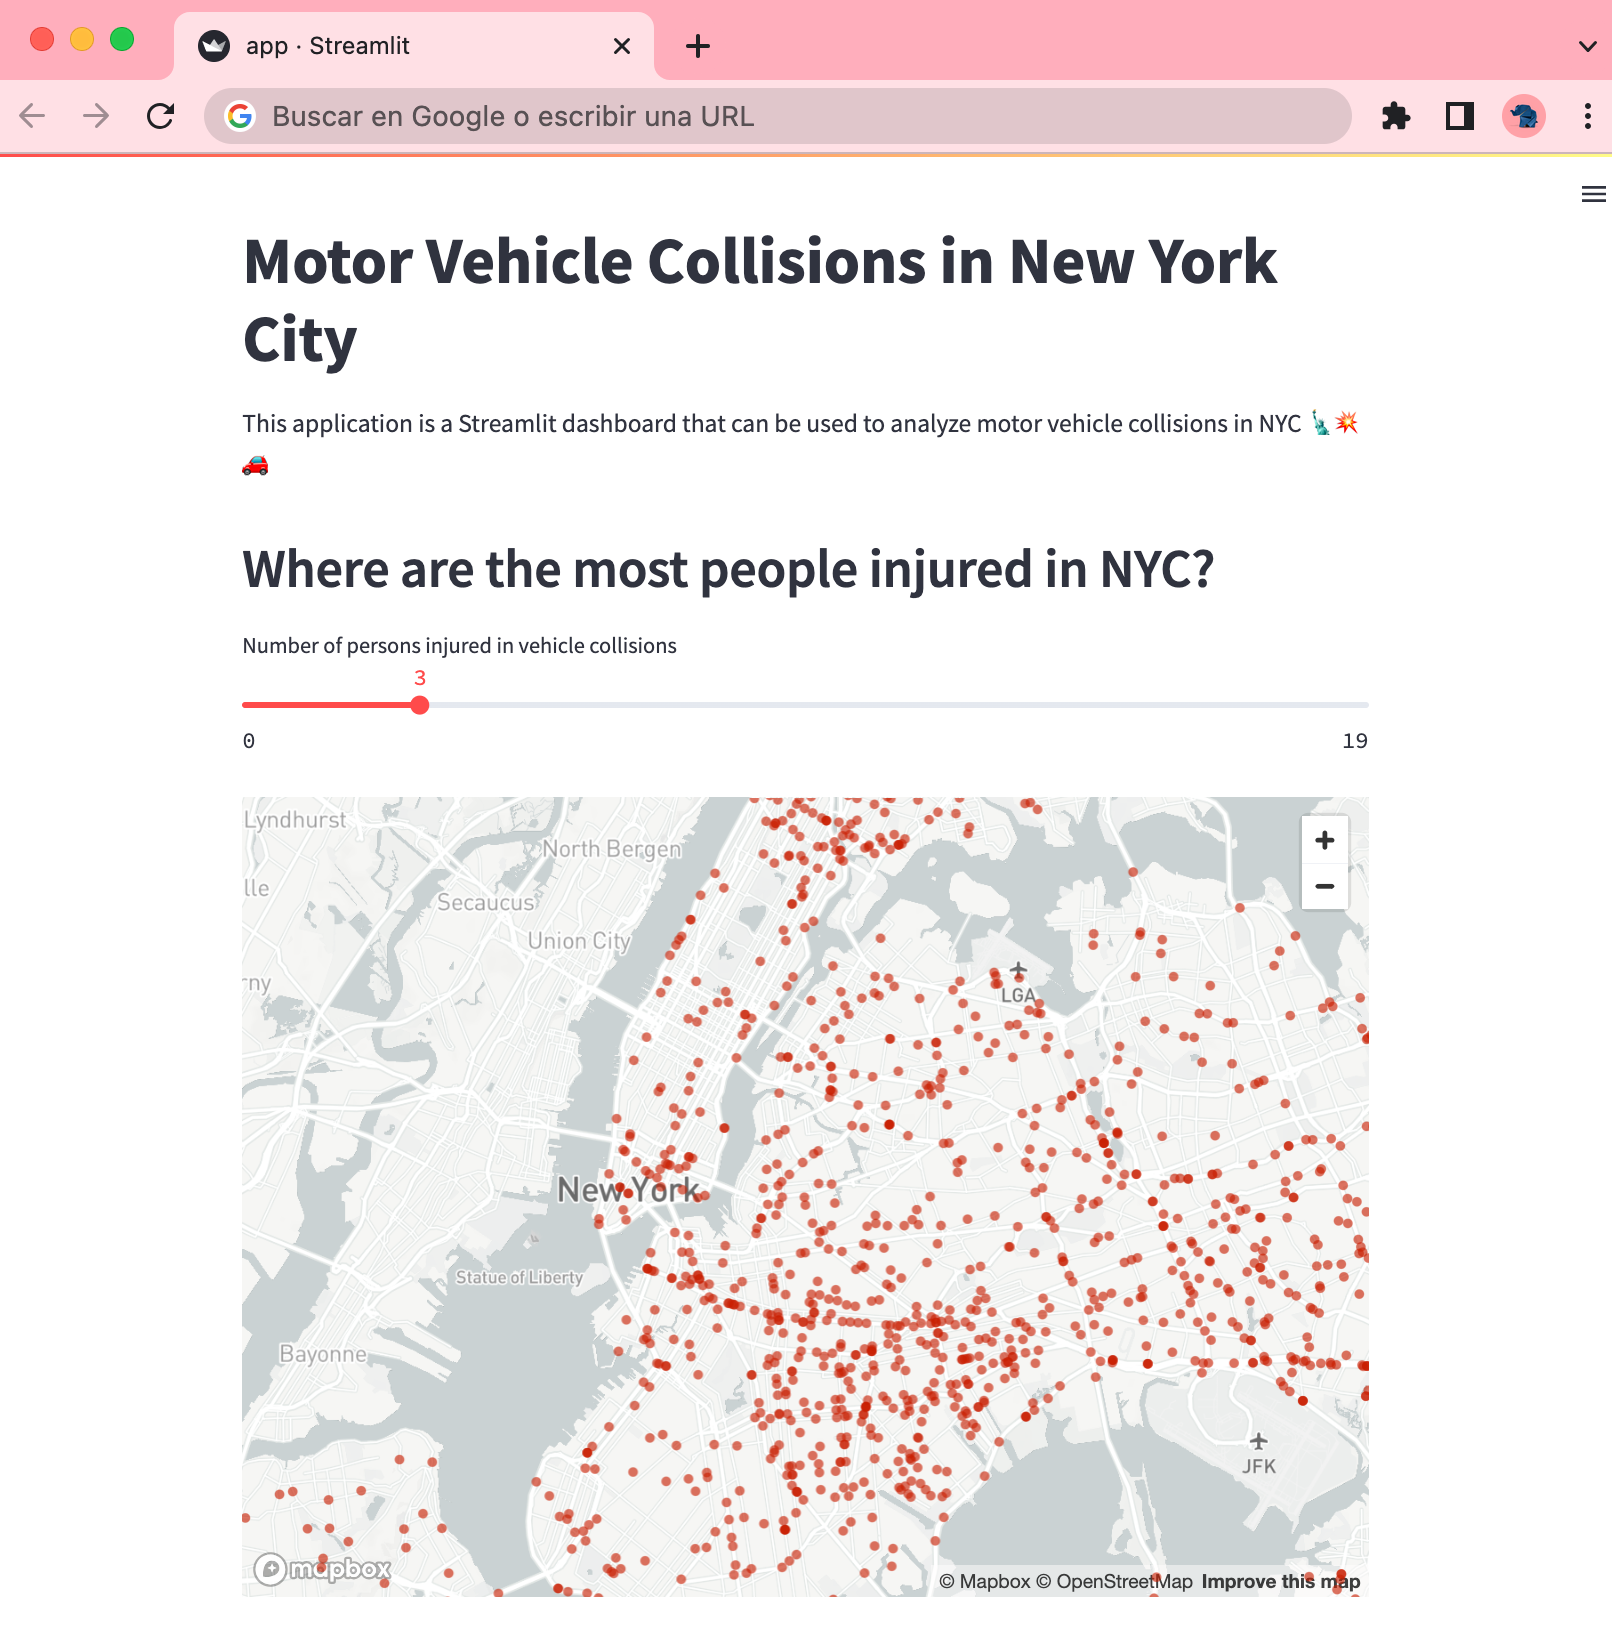 app · Streamlit
Buscar en Google o escribir una URL
Motor Vehicle Collisions in New York
City
This application is a Streamlit dashboard that can be used to analyze motor vehicle collisions in NYC 🗽💥
🚗
Where are the most people injured in NYC?
Number of persons injured in vehicle collisions
3
0
19
Lyndhurst
North Bergen
lle
Secaucus
Union City
rny
LGA
New York
Statue of Liberty
Bayonne
JFK
mapbox
© Mapbox © OpenStreetMap Improve this map